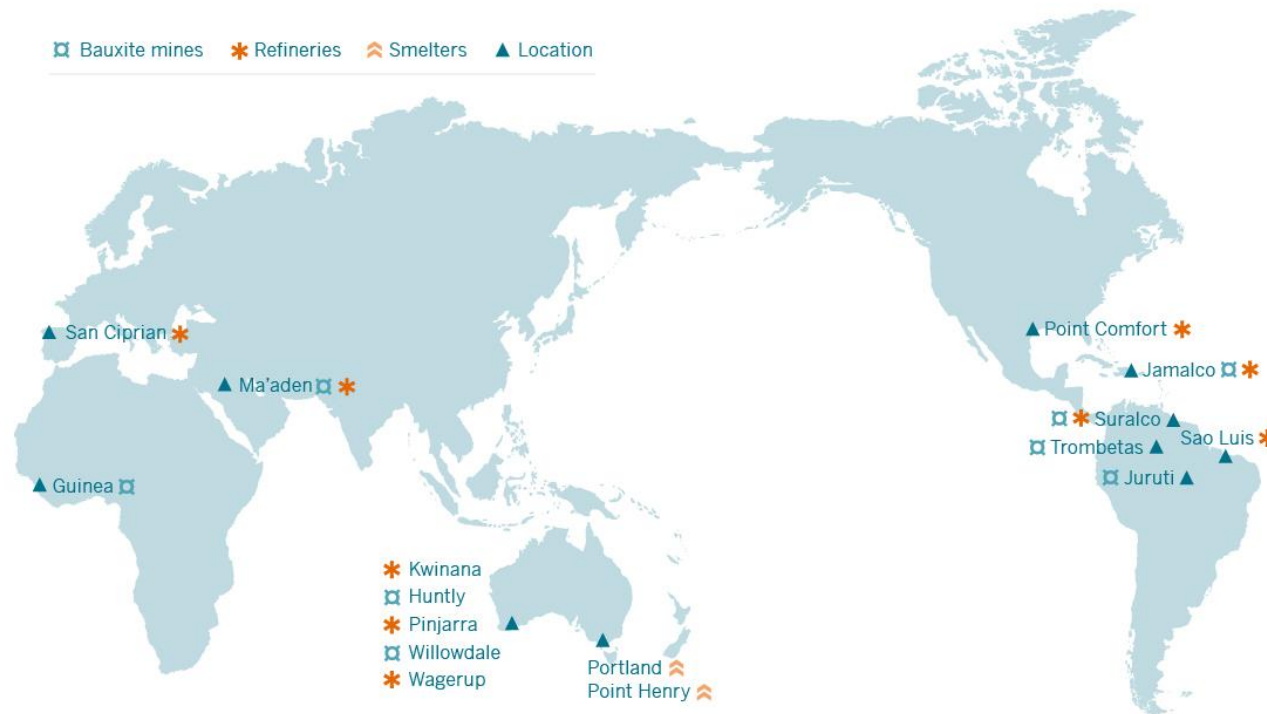 Bauxite mines Refineries Smelters Location
San Ciprian
Ma'aden
Guinea
Kwinana
Huntly
Pinjarra
Willowdale
Wagerup
Portland
Point Henry
Point Comfort
Jamalco
Suralco
Sao Luis
Trombetas
Juruti